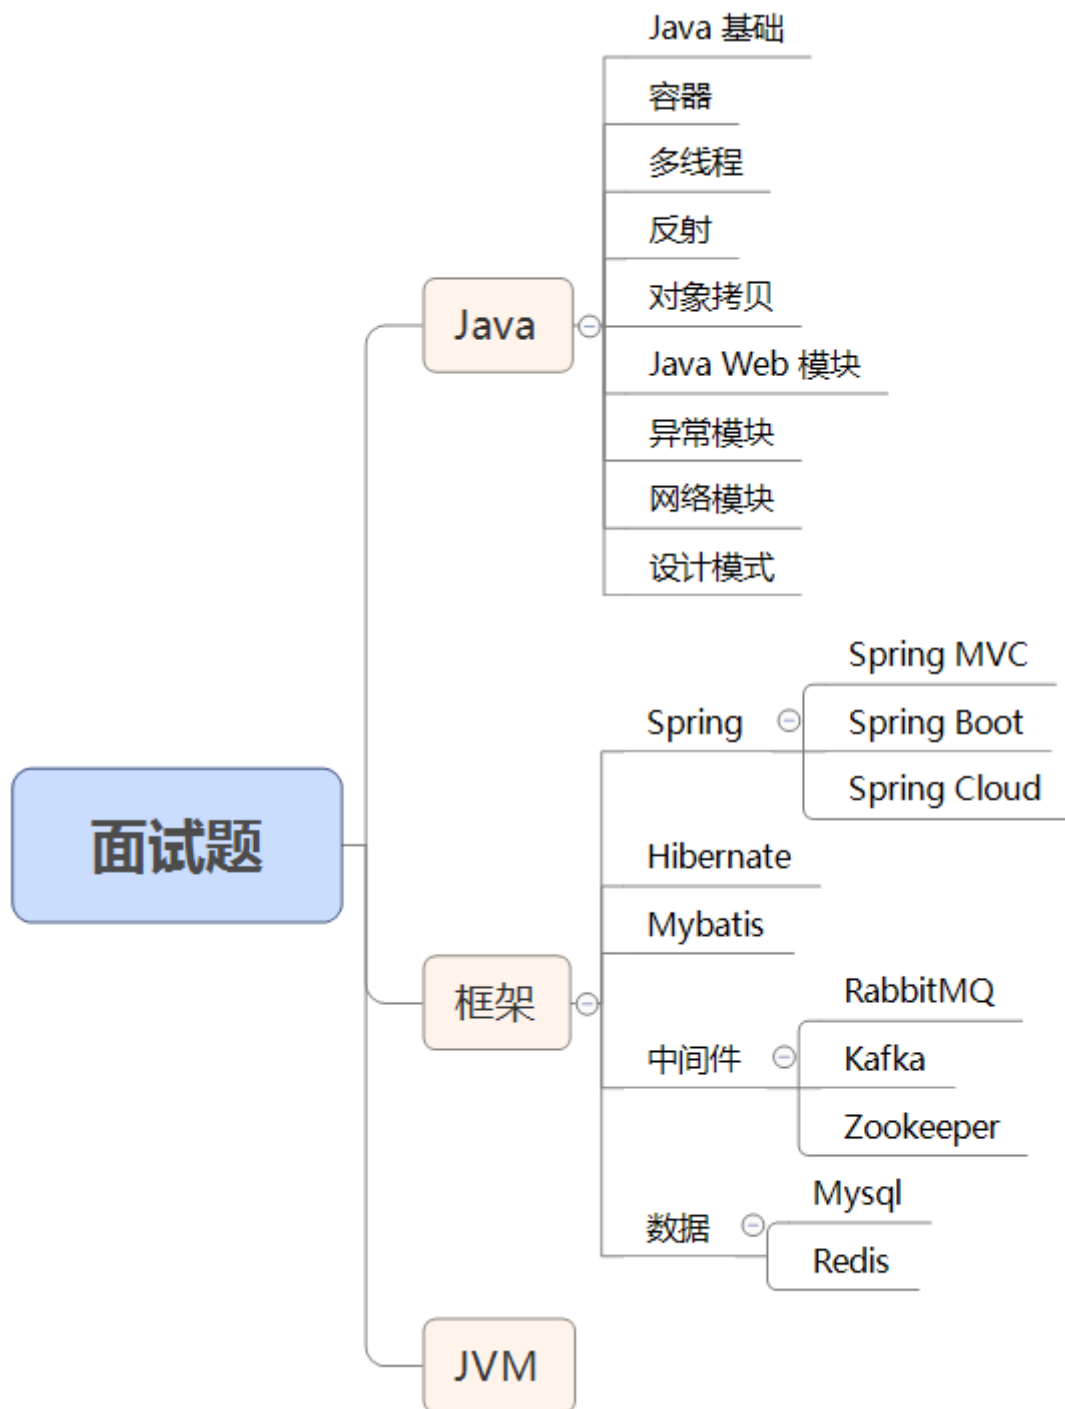 面试题
Java
Java 基础
容器
多线程
反射
对象拷贝
Java Web 模块
异常模块
网络模块
设计模式
框架
Spring
Spring MVC
Spring Boot
Spring Cloud
Hibernate
Mybatis
中间件
RabbitMQ
Kafka
Zookeeper
数据
Mysql
Redis
JVM